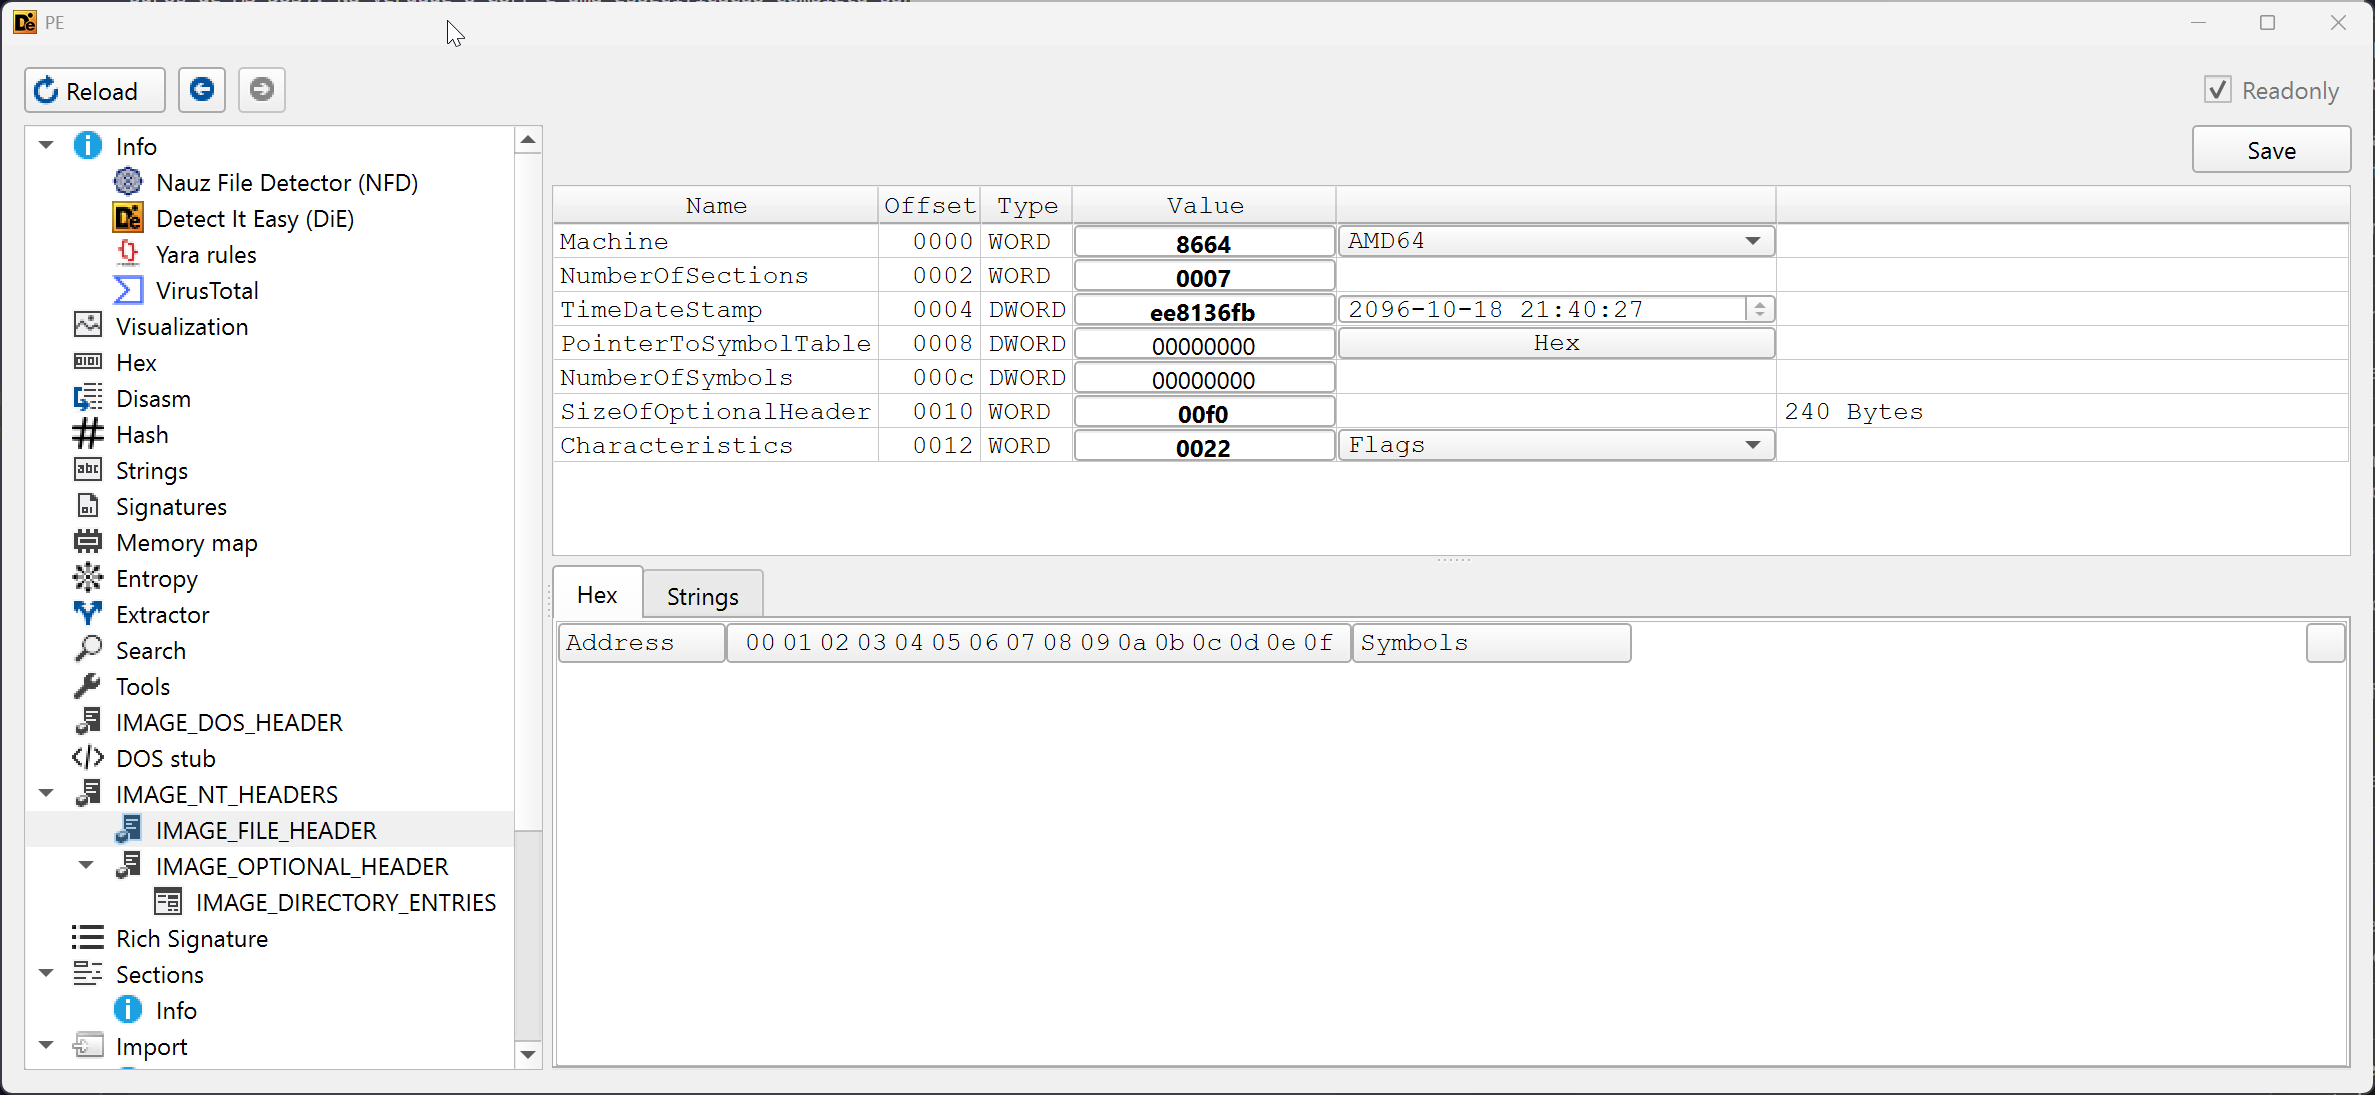 PE
Reload
Readonly
Save
Info
Nauz File Detector (NFD)
Detect It Easy (DiE)
Yara rules
VirusTotal
Visualization
Hex
Disasm
Hash
Strings
Signatures
Memory map
Entropy
Extractor
Search
Tools
IMAGE_DOS_HEADER
DOS stub
IMAGE_NT_HEADERS
IMAGE_FILE_HEADER
IMAGE_OPTIONAL_HEADER
IMAGE_DIRECTORY_ENTRIES
Rich Signature
Sections
Info
Import
Name Offset Type Value
Machine 0000 WORD 8664 AMD64
NumberOfSections 0002 WORD 0007
TimeDateStamp 0004 DWORD ee8136fb 2096-10-18 21:40:27
PointerToSymbolTable 0008 DWORD 00000000 Hex
NumberOfSymbols 000c DWORD 00000000
SizeOfOptionalHeader 0010 WORD 00f0 240 Bytes
Characteristics 0012 WORD 0022 Flags
Hex Strings
Address 00 01 02 03 04 05 06 07 08 09 0a 0b 0c 0d 0e 0f Symbols